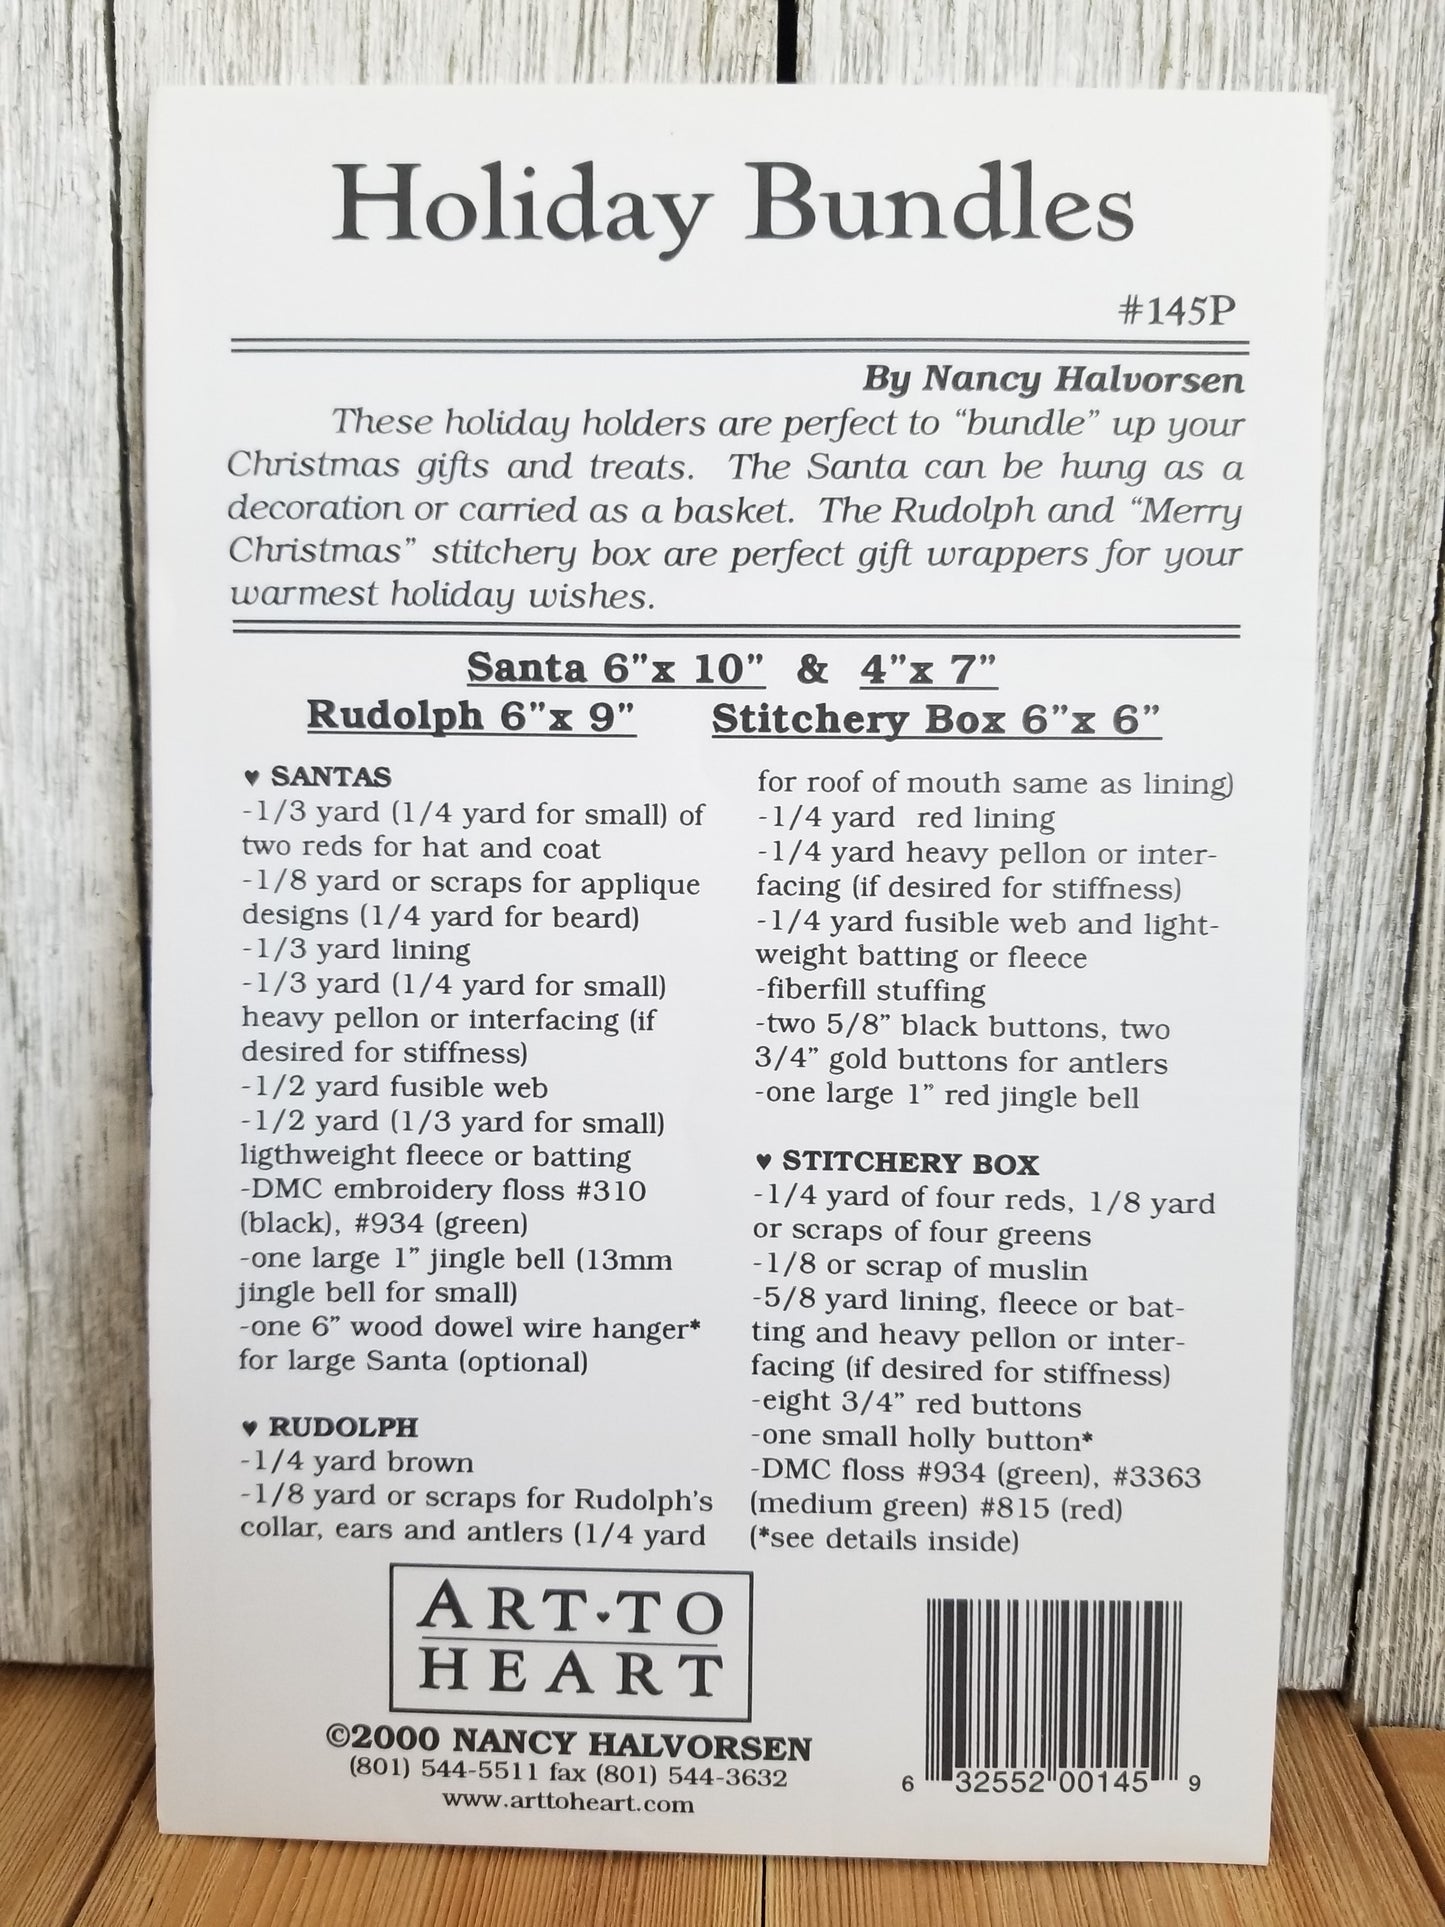 Holiday Bundles
#145P
By Nancy Halvorsen
These holiday holders are perfect to “bundle” up your
Christmas gifts and treats. The Santa can be hung as a
decoration or carried as a basket. The Rudolph and “Merry
Christmas” stitchery box are perfect gift wrappers for your
warmest holiday wishes.
Santa 6”x 10” & 4”x 7”
Rudolph 6”x 9” Stitchery Box 6”x 6”
♥ SANTAS
-1/3 yard (1/4 yard for small) of
two reds for hat and coat
-1/8 yard or scraps for applique
designs (1/4 yard for beard)
-1/3 yard lining
-1/3 yard (1/4 yard for small)
heavy pellon or interfacing (if
desired for stiffness)
-1/2 yard fusible web
-1/2 yard (1/3 yard for small)
ligthweight fleece or batting
-DMC embroidery floss #310
(black), #934 (green)
-one large 1” jingle bell (13mm
jingle bell for small)
-one 6” wood dowel wire hanger*
for large Santa (optional)
♥ RUDOLPH
-1/4 yard brown
-1/8 yard or scraps for Rudolph's
collar, ears and antlers (1/4 yard
for roof of mouth same as lining)
-1/4 yard red lining
-1/4 yard heavy pellon or inter-
facing (if desired for stiffness)
-1/4 yard fusible web and light-
weight batting or fleece
-fiberfill stuffing
-two 5/8” black buttons, two
3/4” gold buttons for antlers
-one large 1” red jingle bell
♥ STITCHERY BOX
-1/4 yard of four reds, 1/8 yard
or scraps of four greens
-1/8 or scrap of muslin
-5/8 yard lining, fleece or bat-
ting and heavy pellon or inter-
facing (if desired for stiffness)
-eight 3/4” red buttons
-one small holly button*
-DMC floss #934 (green), #3363
(medium green) #815 (red)
(*see details inside)
ART♥TO
HEART
©2000 NANCY HALVORSEN
(801) 544-5511 fax (801) 544-3632
www.arttoheart.com
6 32552 00145 9